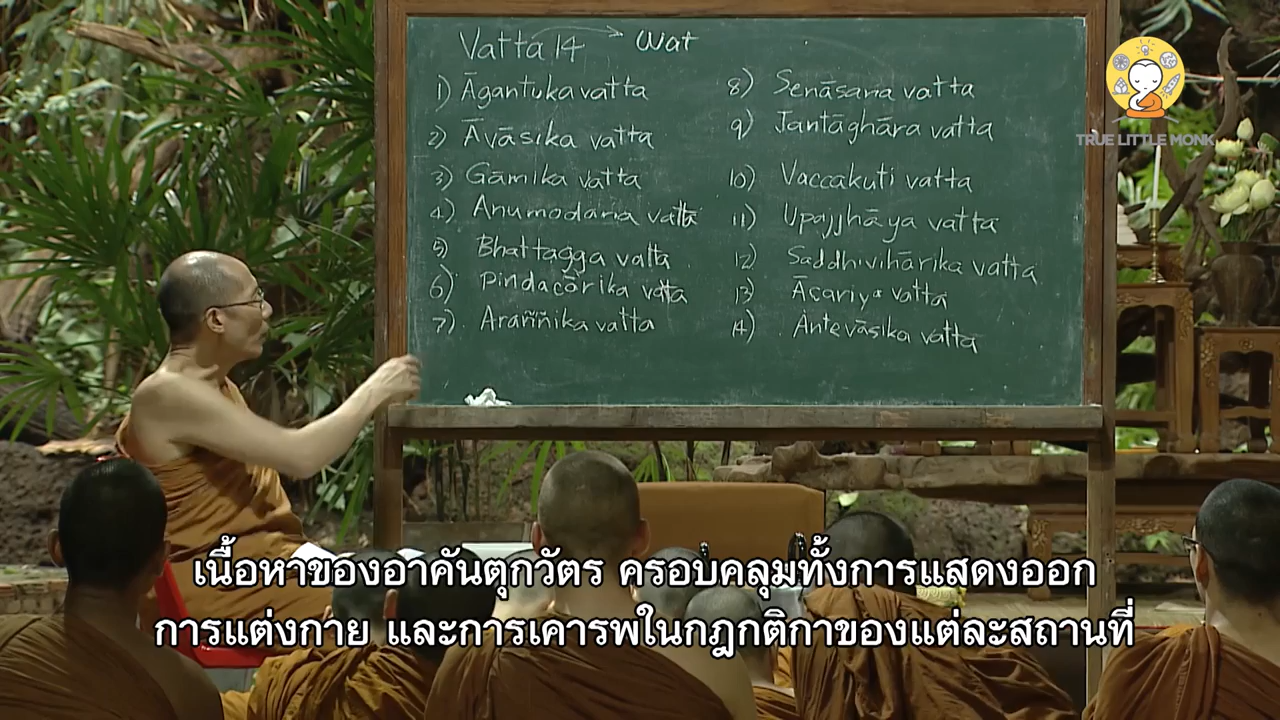 Vatta 14 → Wat
1) Āgantuka vatta
2) Āvāsika vatta
3) Gāmika vatta
4) Anumodana vatta
5) Bhattagga vatta
6) Pindacārika vatta
7) Araññika vatta
8) Senāsana vatta
9) Jantāghāra vatta
10) Vaccakuti vatta
11) Upajjhāya vatta
12) Saddhivihārika vatta
13) Ācariya vatta
14) Antevāsika vatta
TRUE LITTLE MONK
เนื้อหาของอาคันตุกวัตร ครอบคลุมทั้งการแสดงออก
การแต่งกาย และการเคารพในกฎกติกาของแต่ละสถานที่